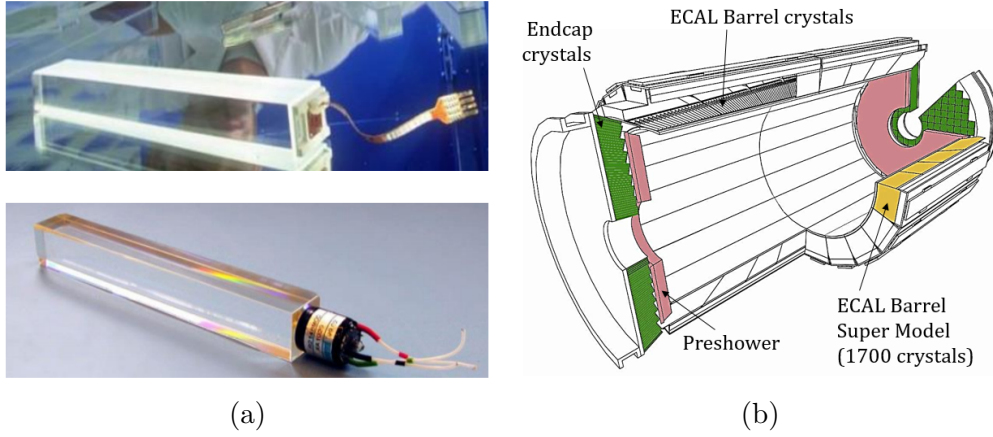 ECAL Barrel crystals
Endcap
crystals
ECAL Barrel
Super Model
(1700 crystals)
Preshower
(a)
(b)